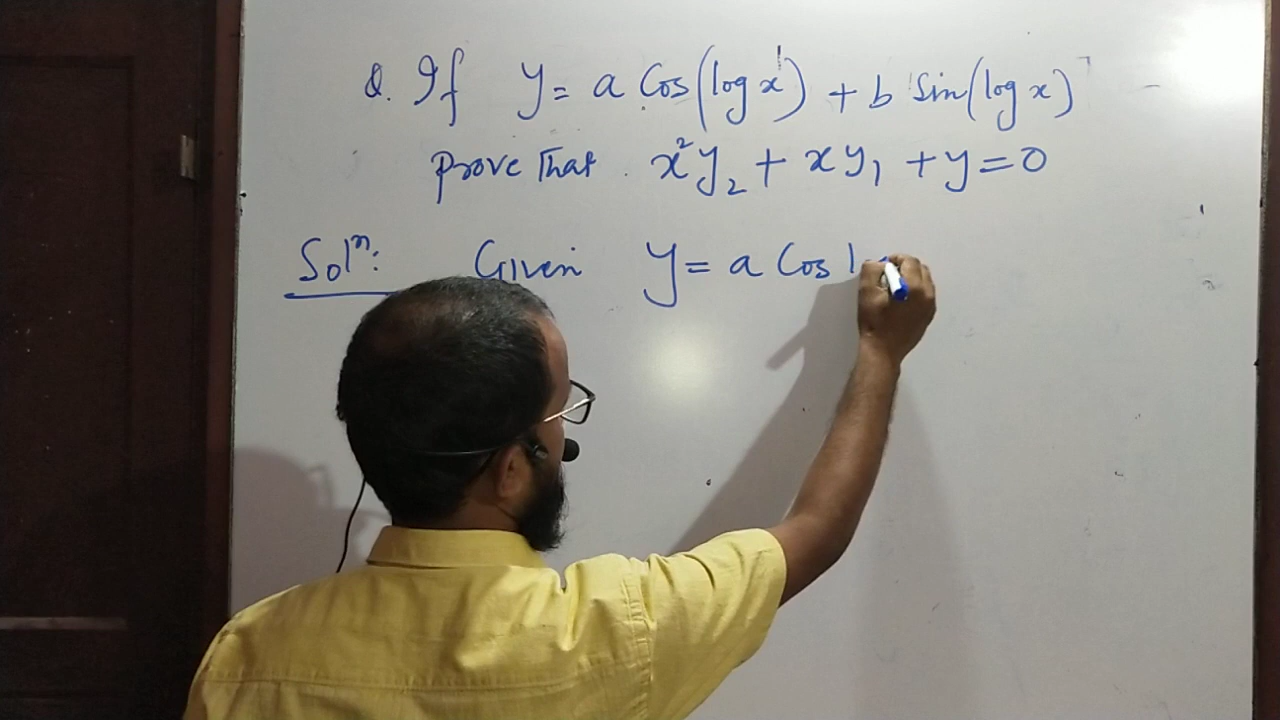 Q. If y = a Cos(log x) + b Sin(log x)
Prove That x²y₂ + xy₁ + y = 0
Solⁿ: Given y = a Cos l